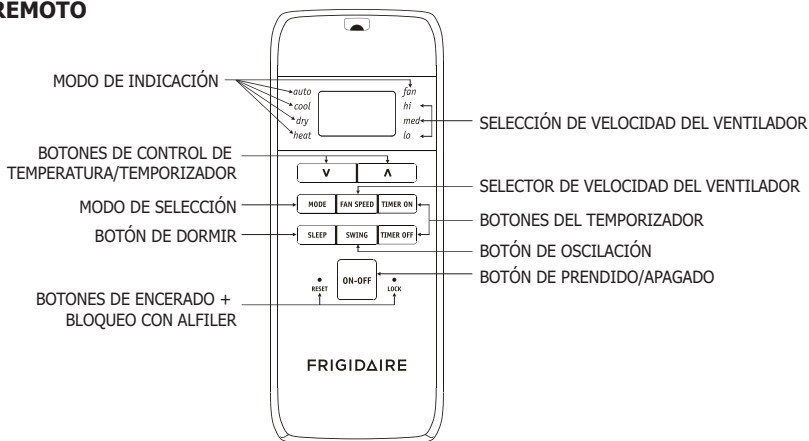 REMOTO
MODO DE INDICACIÓN
auto
cool
dry
heat
fan
hi
med
lo
SELECCIÓN DE VELOCIDAD DEL VENTILADOR
BOTONES DE CONTROL DE
TEMPERATURA/TEMPORIZADOR
V
Λ
SELECTOR DE VELOCIDAD DEL VENTILADOR
MODO DE SELECCIÓN
MODE
FAN SPEED
TIMER ON
BOTONES DEL TEMPORIZADOR
BOTÓN DE DORMIR
SLEEP
SWING
TIMER OFF
BOTÓN DE OSCILACIÓN
ON-OFF
BOTÓN DE PRENDIDO/APAGADO
RESET
LOCK
BOTONES DE ENCERADO +
BLOQUEO CON ALFILER
FRIGIDAIRE